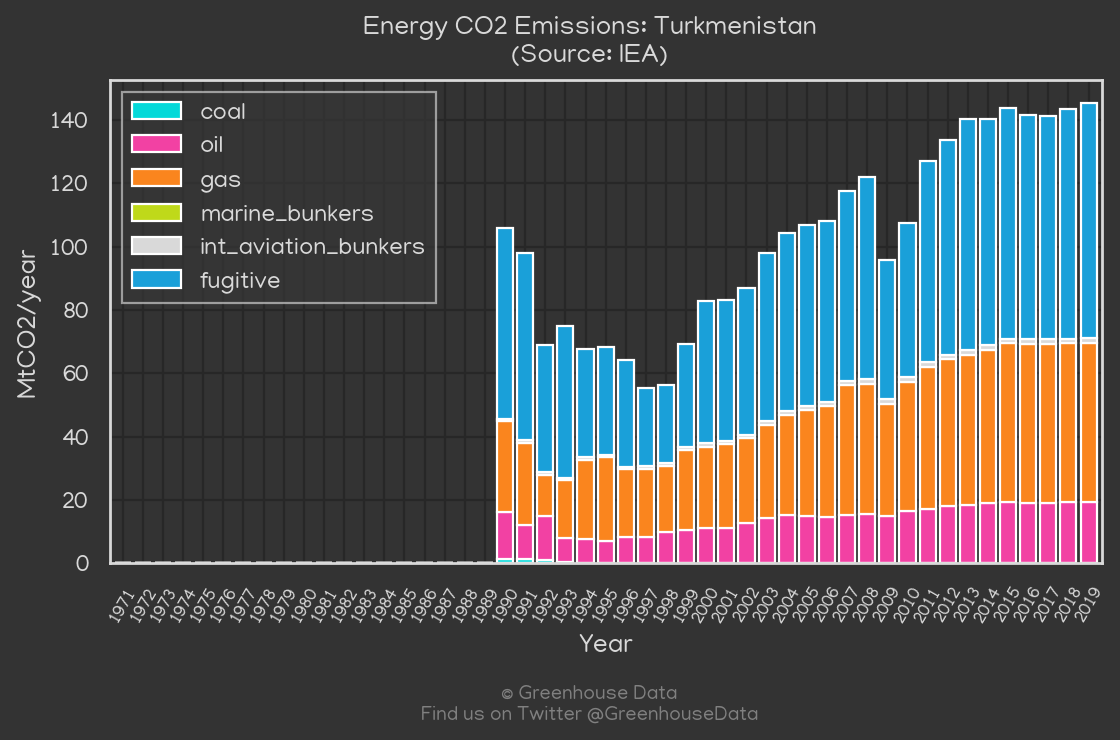 Energy CO2 Emissions: Turkmenistan
(Source: IEA)
coal
oil
gas
marine_bunkers
int_aviation_bunkers
fugitive
MtCO2/year
140
120
100
80
60
40
20
0
1971 1972 1973 1974 1975 1976 1977 1978 1979 1980 1981 1982 1983 1984 1985 1986 1987 1988 1989 1990 1991 1992 1993 1994 1995 1996 1997 1998 1999 2000 2001 2002 2003 2004 2005 2006 2007 2008 2009 2010 2011 2012 2013 2014 2015 2016 2017 2018 2019
Year
© Greenhouse Data
Find us on Twitter @GreenhouseData